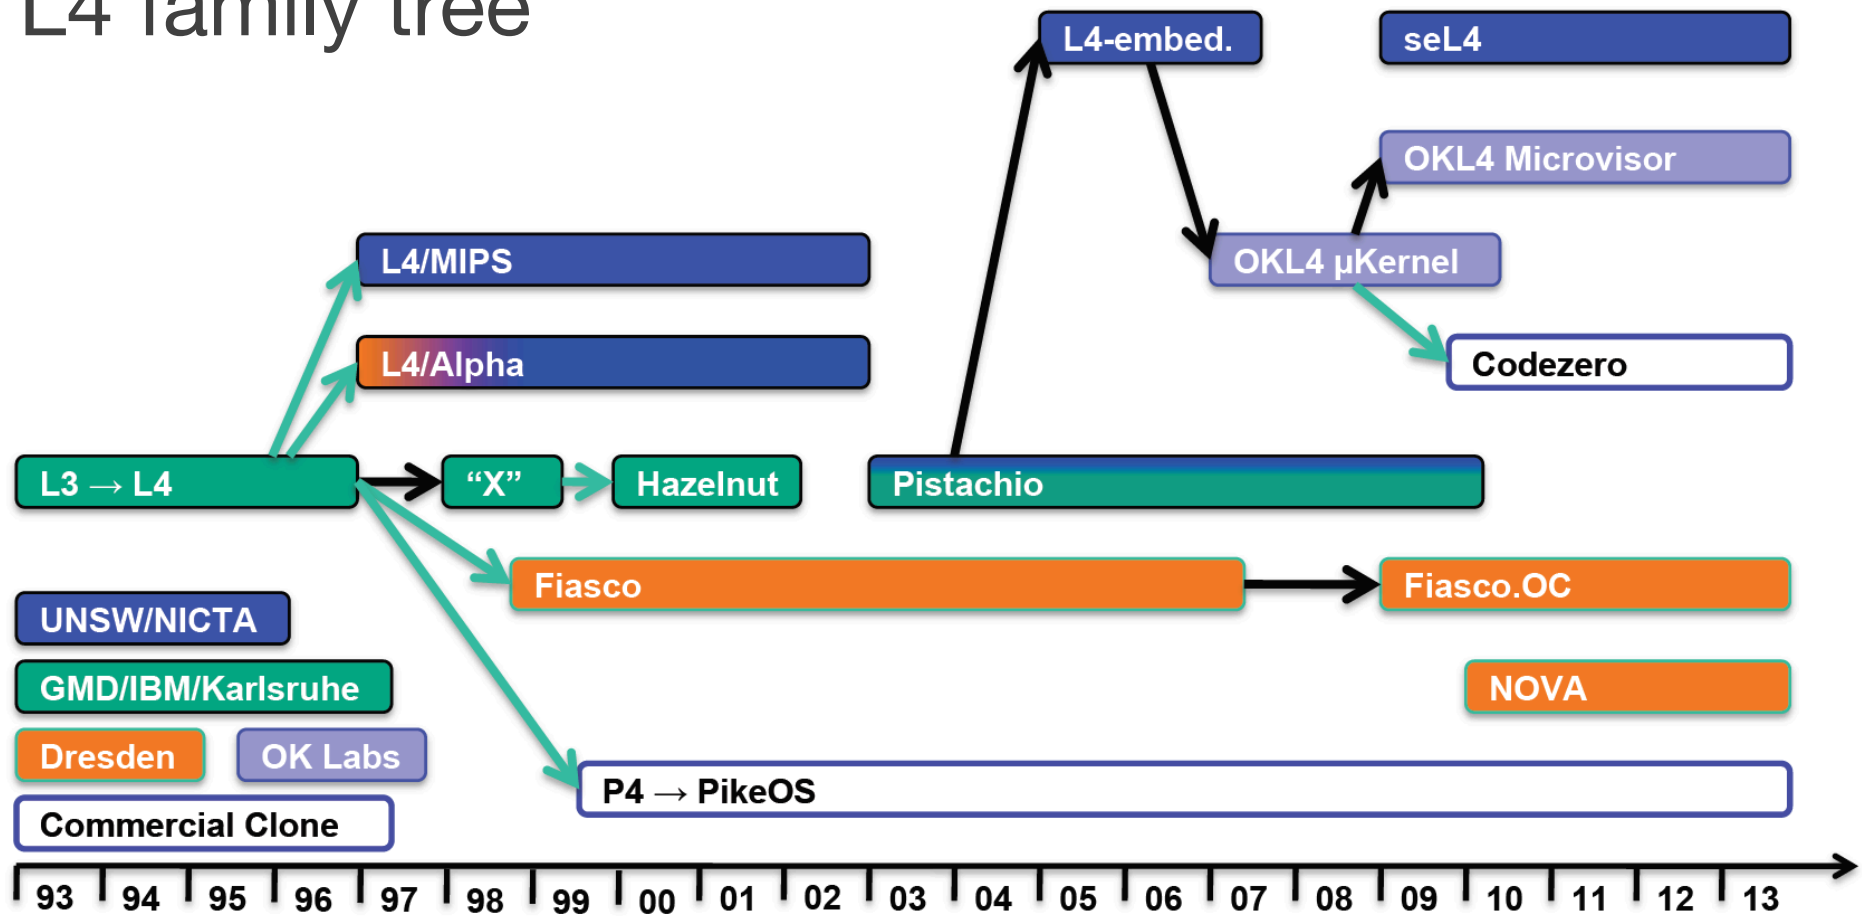 L4 family tree
L4-embed.
seL4
OKL4 Microvisor
L4/MIPS
OKL4 µKernel
L4/Alpha
Codezero
L3 → L4
“X”
Hazelnut
Pistachio
Fiasco
Fiasco.OC
UNSW/NICTA
GMD/IBM/Karlsruhe
NOVA
Dresden
OK Labs
P4 → PikeOS
Commercial Clone
93 94 95 96 97 98 99 00 01 02 03 04 05 06 07 08 09 10 11 12 13